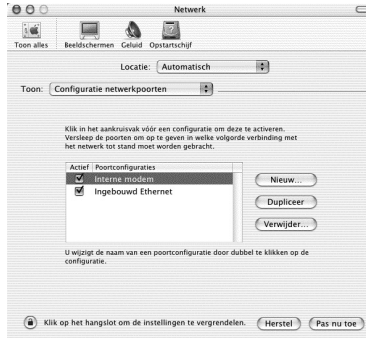 Netwerk
Toon alles Beeldschermen Geluid Opstartschijf
Locatie: Automatisch
Toon: Configuratie netwerkpoorten
Klik in het aankruisvak vóór een configuratie om deze te activeren.
Versleep de poorten om op te geven in welke volgorde verbinding met
het netwerk tot stand moet worden gebracht.
Actief Poortconfiguraties
Interne modem
Ingebouwd Ethernet
Nieuw...
Dupliceer
Verwijder...
U wijzigt de naam van een poortconfiguratie door dubbel te klikken op de
configuratie.
Klik op het hangslot om de instellingen te vergrendelen. Herstel Pas nu toe